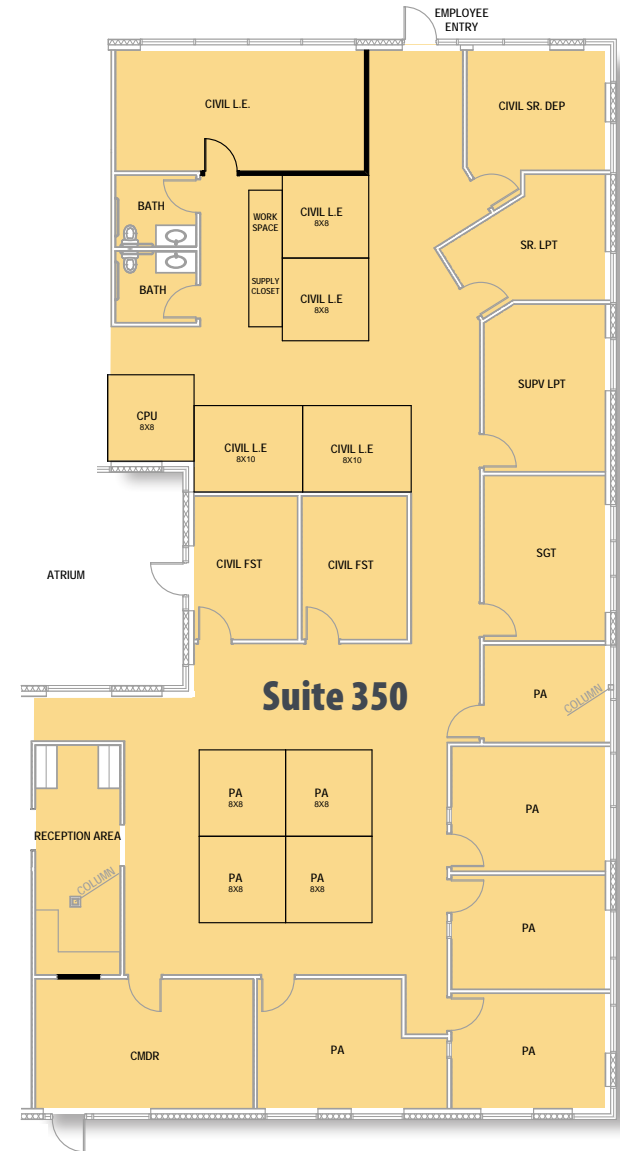 EMPLOYEE
ENTRY
CIVIL L.E.
CIVIL SR. DEP
BATH
WORK
SPACE
CIVIL L.E
8X8
SR. LPT
BATH
SUPPLY
CLOSET
CIVIL L.E
8X8
SUPV LPT
CPU
8X8
CIVIL L.E
8X10
CIVIL L.E
8X10
ATRIUM
CIVIL FST
CIVIL FST
SGT
Suite 350
PA
COLUMN
PA
8X8
PA
8X8
PA
RECEPTION AREA
PA
8X8
PA
8X8
COLUMN
PA
CMDR
PA
PA